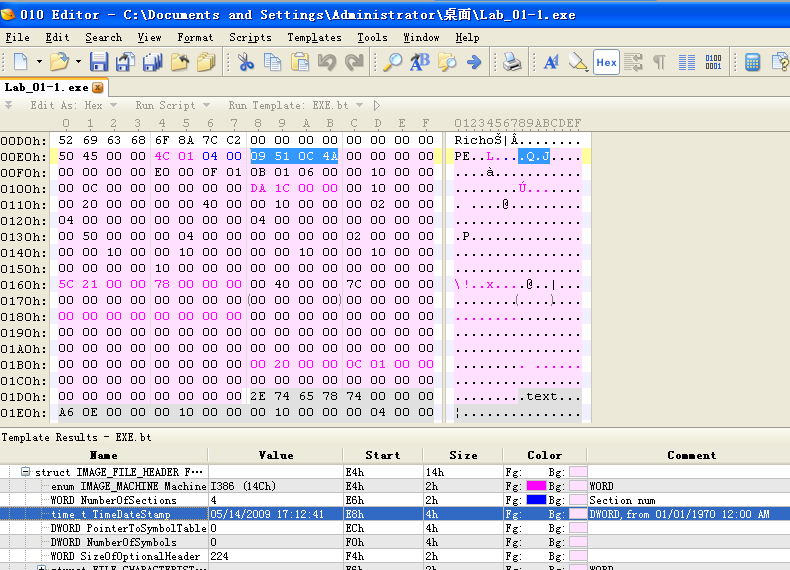 010 Editor - C:\Documents and Settings\Administrator\桌面\Lab_01-1.exe
File Edit Search View Format Scripts Templates Tools Window Help
Hex
Lab_01-1.exe
Edit As: Hex Run Script Run Template: EXE.bt
0 1 2 3 4 5 6 7 8 9 A B C D E F 0123456789ABCDEF
00D0h: 52 69 63 68 6F 8A 7C C2 00 00 00 00 00 00 00 00 RichoŠ|Â........
00E0h: 50 45 00 00 4C 01 04 00 09 51 0C 4A 00 00 00 00 PE..L....Q.J....
00F0h: 00 00 00 00 E0 00 0F 01 0B 01 06 00 00 10 00 00 ....à...........
0100h: 00 0C 00 00 00 00 00 00 DA 1C 00 00 00 10 00 00 ........Ú.......
0110h: 00 20 00 00 00 00 40 00 00 10 00 00 00 02 00 00 . ....@.........
0120h: 04 00 00 00 00 00 00 00 04 00 00 00 00 00 00 00 ................
0130h: 00 50 00 00 00 04 00 00 00 00 00 00 02 00 00 00 .P..............
0140h: 00 00 10 00 00 10 00 00 00 00 10 00 00 10 00 00 ................
0150h: 00 00 00 00 10 00 00 00 00 00 00 00 00 00 00 00 ................
0160h: 5C 21 00 00 78 00 00 00 00 40 00 00 7C 00 00 00 \!..x....@..|...
0170h: 00 00 00 00 00 00 00 00 00 00 00 00 00 00 00 00 ................
0180h: 00 00 00 00 00 00 00 00 00 00 00 00 00 00 00 00 ................
0190h: 00 00 00 00 00 00 00 00 00 00 00 00 00 00 00 00 ................
01A0h: 00 00 00 00 00 00 00 00 00 00 00 00 00 00 00 00 ................
01B0h: 00 00 00 00 00 00 00 00 00 20 00 00 0C 01 00 00 ......... ......
01C0h: 00 00 00 00 00 00 00 00 00 00 00 00 00 00 00 00 ................
01D0h: 00 00 00 00 00 00 00 00 2E 74 65 78 74 00 00 00 .........text...
01E0h: A6 0E 00 00 00 10 00 00 00 10 00 00 00 04 00 00 ¦...............
Template Results - EXE.bt
Name Value Start Size Color Comment
struct IMAGE_FILE_HEADER F... E4h 14h Fg: Bg:
enum IMAGE_MACHINE Machine I386 (14Ch) E4h 2h Fg: Bg: WORD
WORD NumberOfSections 4 E6h 2h Fg: Bg: Section num
time_t TimeDateStamp 05/14/2009 17:12:41 E8h 4h Fg: Bg: DWORD,from 01/01/1970 12:00 AM
DWORD PointerToSymbolTable 0 ECh 4h Fg: Bg:
DWORD NumberOfSymbols 0 F0h 4h Fg: Bg:
WORD SizeOfOptionalHeader 224 F4h 2h Fg: Bg:
struct FILE_CHARACTERIST... F6h 2h Fg: Bg: WORD